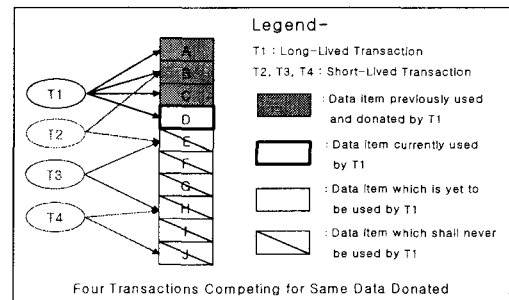 Legend-
T1 : Long-Lived Transaction
T2, T3, T4 : Short-Lived Transaction
: Data item previously used
and donated by T1
: Data item currently used
by T1
: Data item which is yet to
be used by T1
: Data item which shall never
be used by T1
T1
T2
T3
T4
A
B
C
D
E
F
G
H
I
J
Four Transactions Competing for Same Data Donated